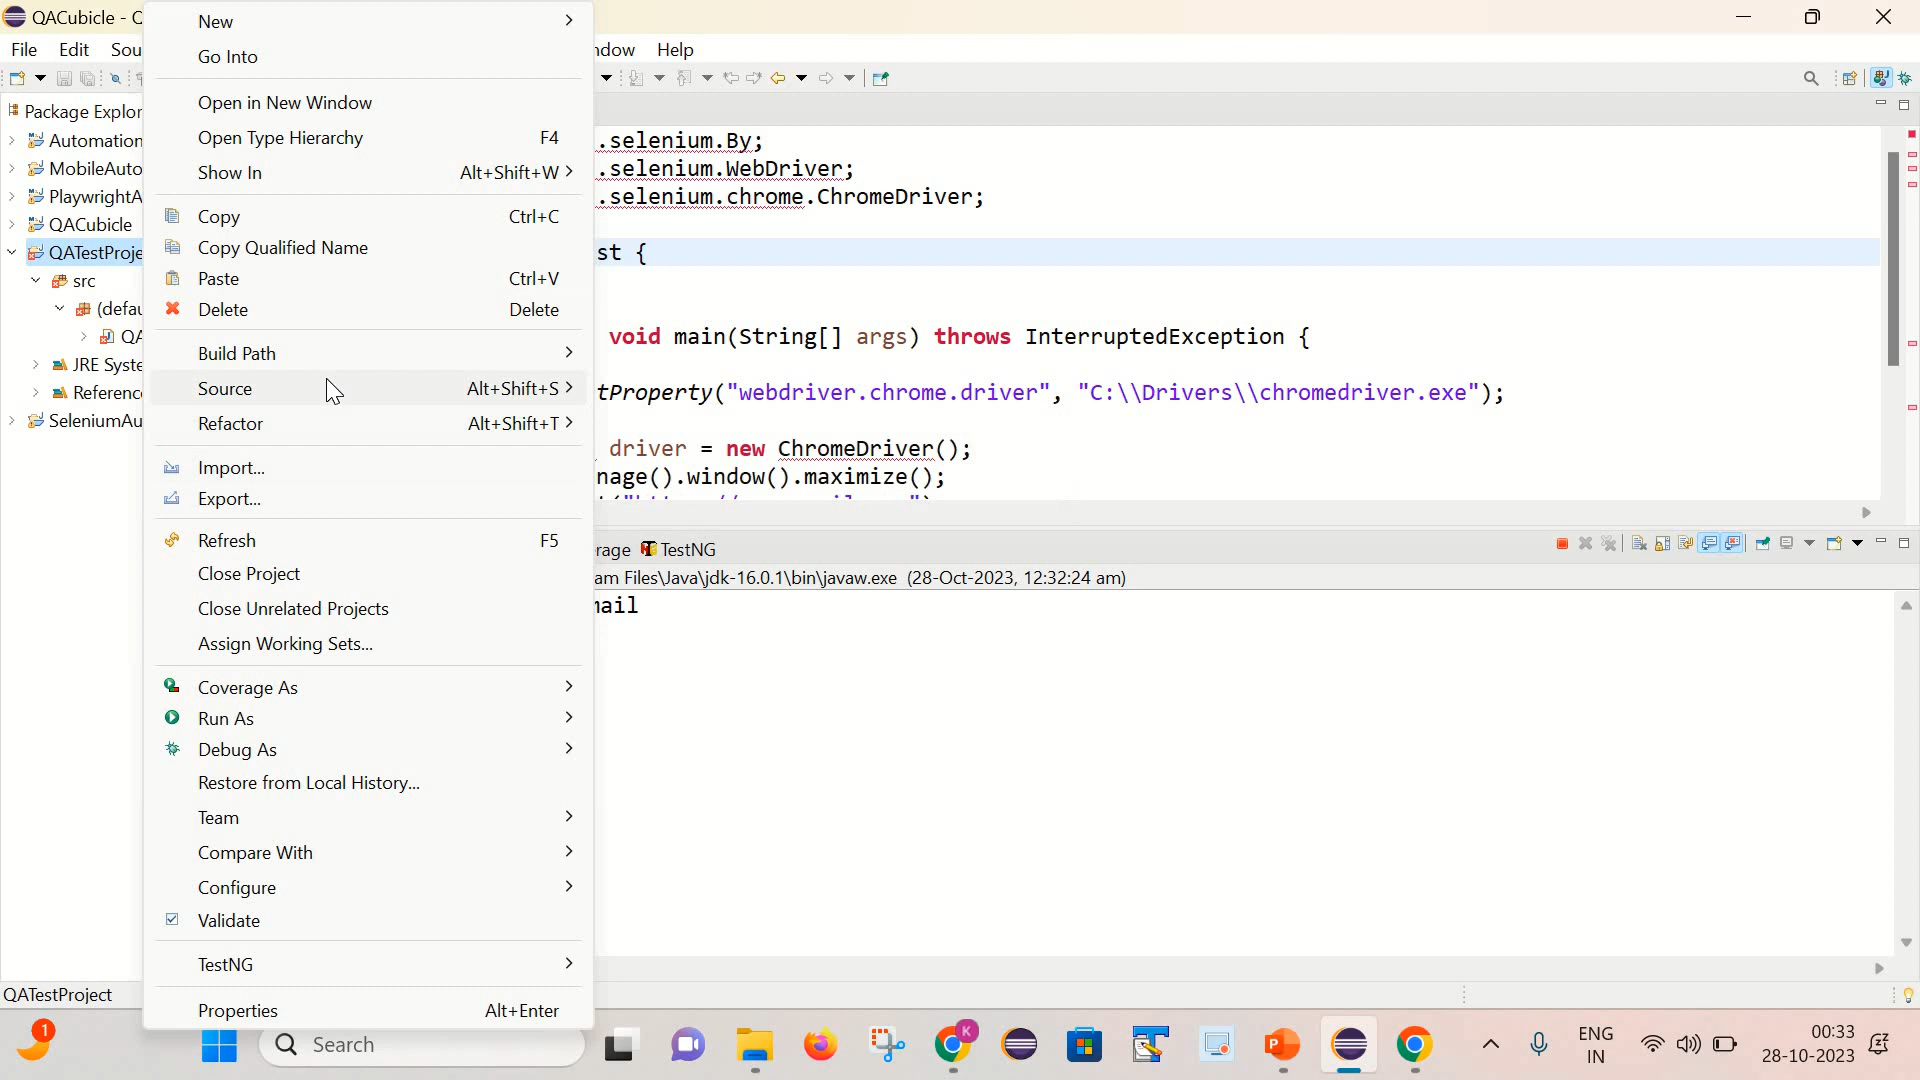 QACubicle - Q
File Edit Sou ndow Help
Package Explor
Automation
MobileAuto
PlaywrightA
QACubicle
QATestProje
src
(defau
QA
JRE Syste
Reference
SeleniumAu
New
Go Into
Open in New Window
Open Type Hierarchy F4
Show In Alt+Shift+W
Copy Ctrl+C
Copy Qualified Name
Paste Ctrl+V
Delete Delete
Build Path
Source Alt+Shift+S
Refactor Alt+Shift+T
Import...
Export...
Refresh F5
Close Project
Close Unrelated Projects
Assign Working Sets...
Coverage As
Run As
Debug As
Restore from Local History...
Team
Compare With
Configure
Validate
TestNG
Properties Alt+Enter
.selenium.By;
.selenium.WebDriver;
.selenium.chrome.ChromeDriver;
st {
void main(String[] args) throws InterruptedException {
tProperty("webdriver.chrome.driver", "C:\\Drivers\\chromedriver.exe");
driver = new ChromeDriver();
nage().window().maximize();
rage TestNG
am Files\Java\jdk-16.0.1\bin\javaw.exe (28-Oct-2023, 12:32:24 am)
mail
QATestProject
1
Search
K
ENG
IN
00:33
28-10-2023